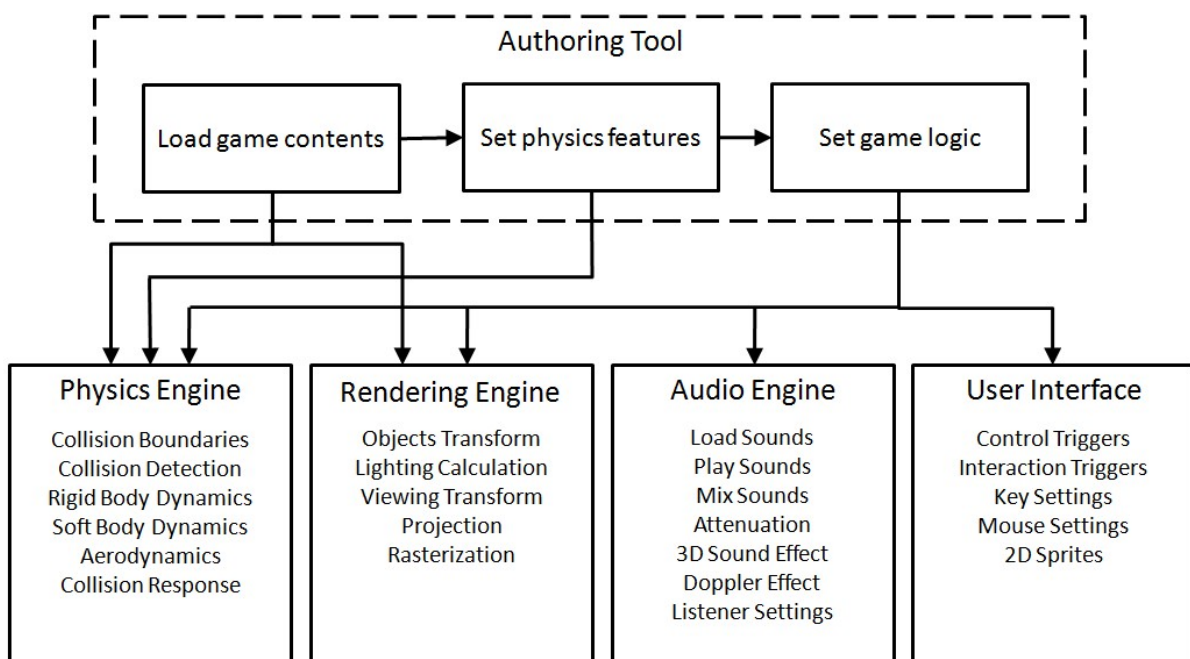 Authoring Tool
Load game contents
Set physics features
Set game logic
Physics Engine
Collision Boundaries
Collision Detection
Rigid Body Dynamics
Soft Body Dynamics
Aerodynamics
Collision Response
Rendering Engine
Objects Transform
Lighting Calculation
Viewing Transform
Projection
Rasterization
Audio Engine
Load Sounds
Play Sounds
Mix Sounds
Attenuation
3D Sound Effect
Doppler Effect
Listener Settings
User Interface
Control Triggers
Interaction Triggers
Key Settings
Mouse Settings
2D Sprites